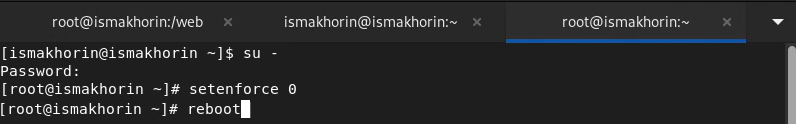 root@ismakhorin:/web × ismakhorin@ismakhorin:~ × root@ismakhorin:~ ×
[ismakhorin@ismakhorin ~]$ su -
Password:
[root@ismakhorin ~]# setenforce 0
[root@ismakhorin ~]# reboot